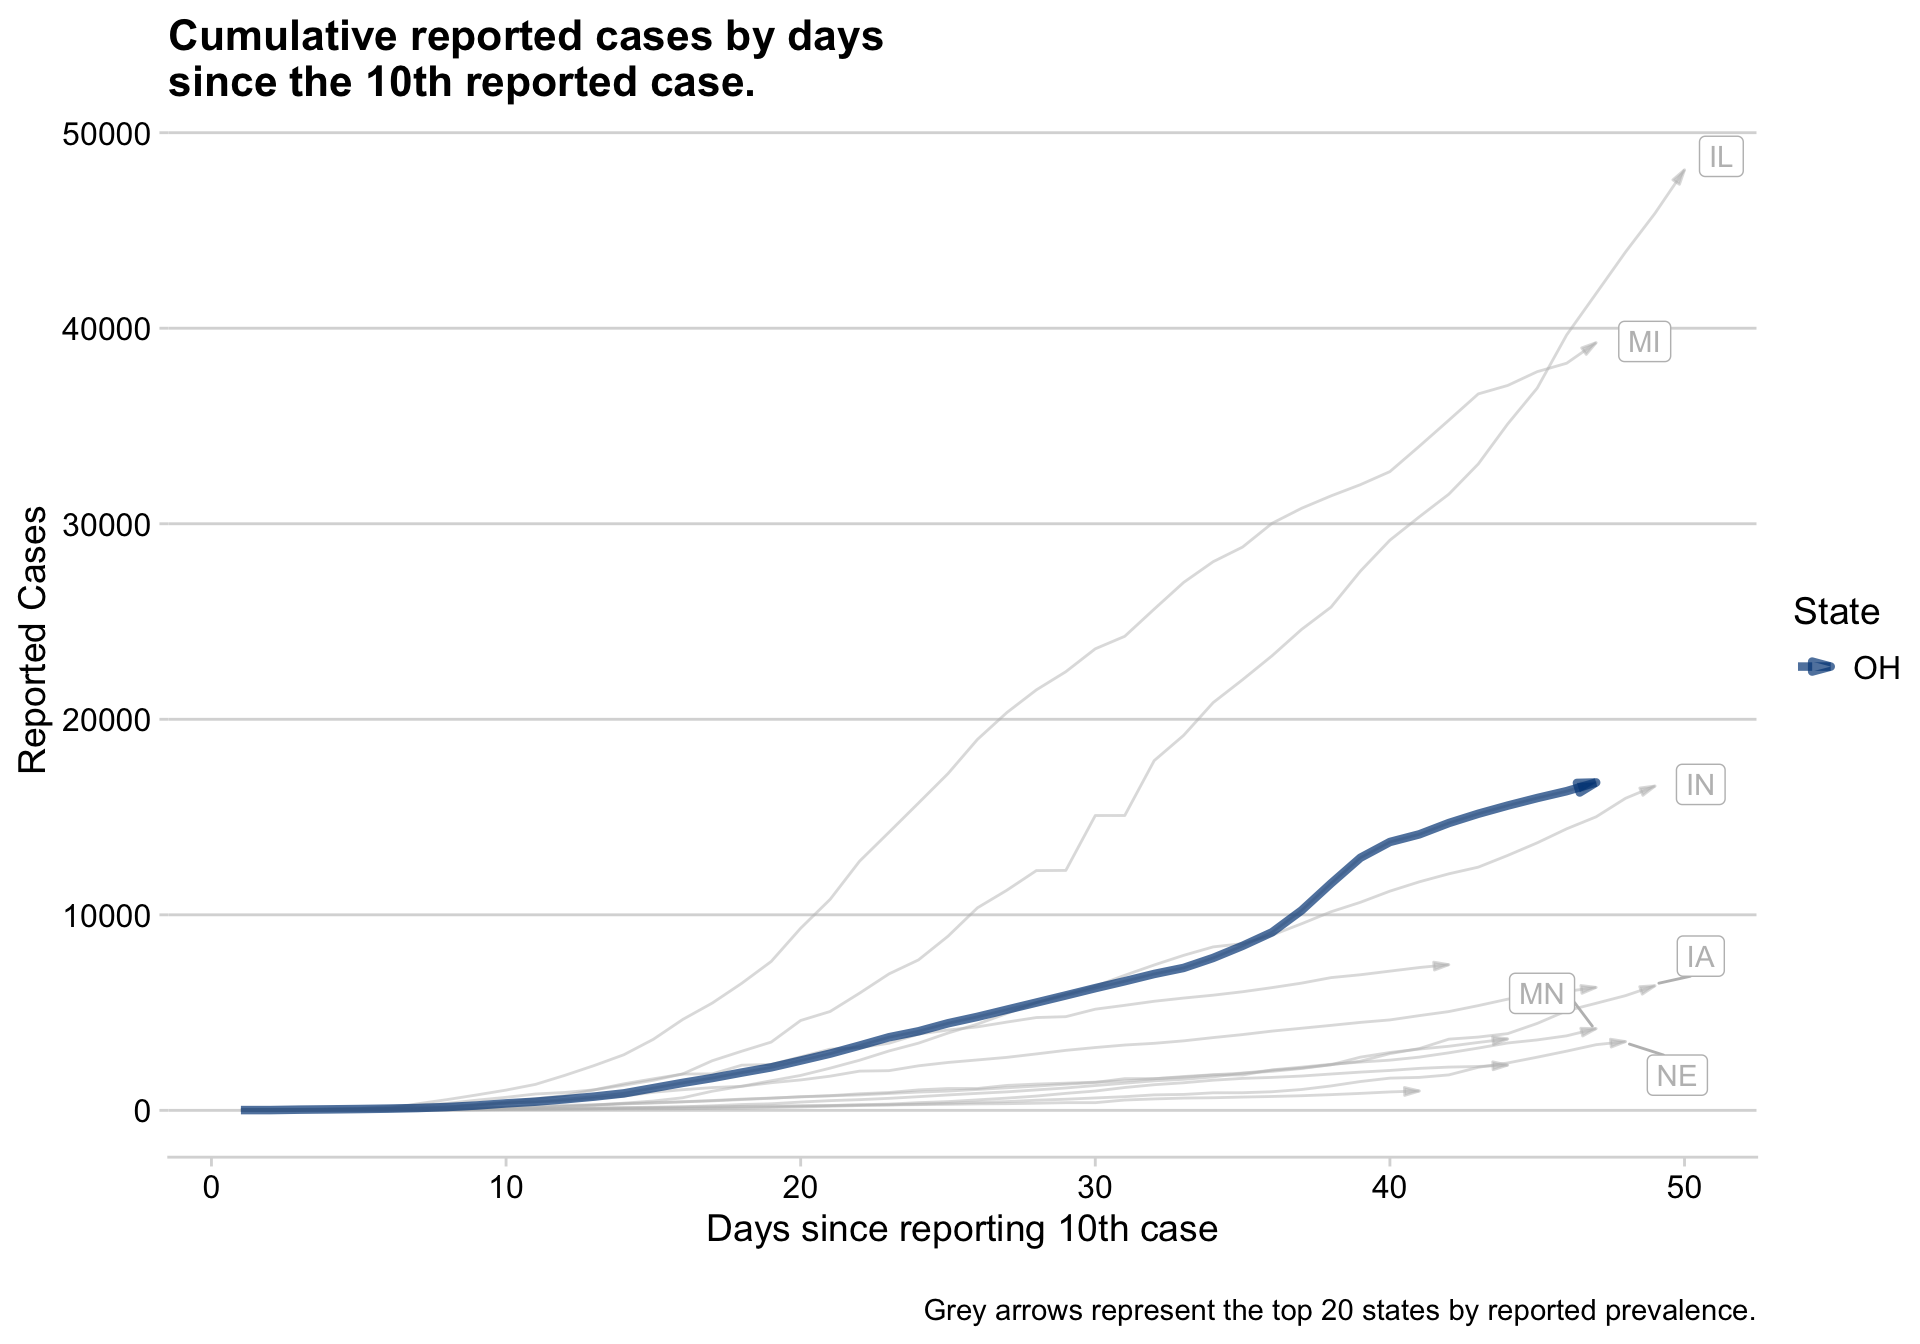 Cumulative reported cases by days
since the 10th reported case.
50000
40000
30000
20000
10000
0
Reported Cases
IL
MI
IN
IA
MN
NE
State
OH
0 10 20 30 40 50
Days since reporting 10th case
Grey arrows represent the top 20 states by reported prevalence.